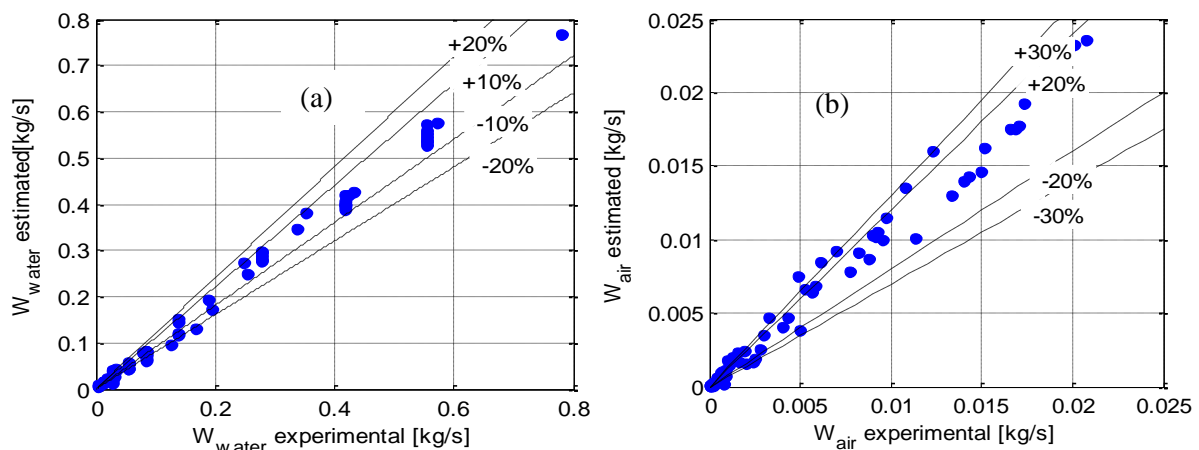 0.8
0.7
0.6
0.5
0.4
0.3
0.2
0.1
0
W water estimated[kg/s]
+20%
+10%
-10%
-20%
(a)
0 0.2 0.4 0.6 0.8
W water experimental [kg/s]
0.025
0.02
0.015
0.01
0.005
0
W air estimated [kg/s]
+30%
+20%
-20%
-30%
(b)
0 0.005 0.01 0.015 0.02 0.025
W air experimental [kg/s]